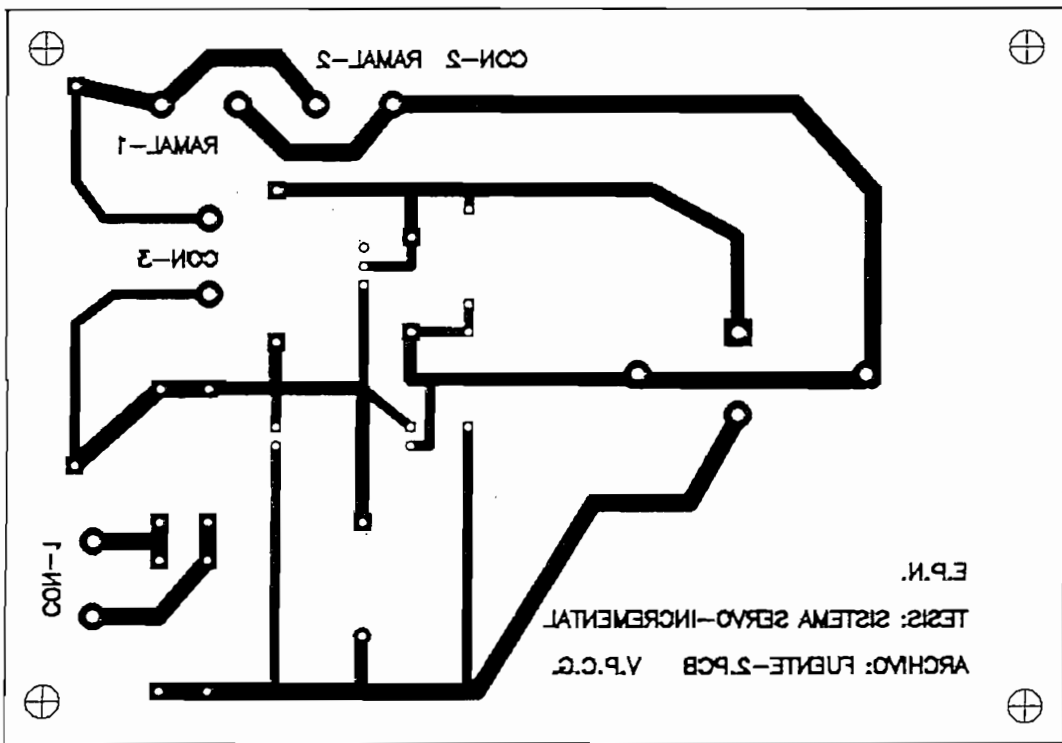 CON-2 RAMAL-2
RAMAL-1
CON-3
CON-1
E.P.N.
TESIS: SISTEMA SERVO-INCREMENTAL
ARCHIVO: FUENTE-2.PCB V.P.C.G.